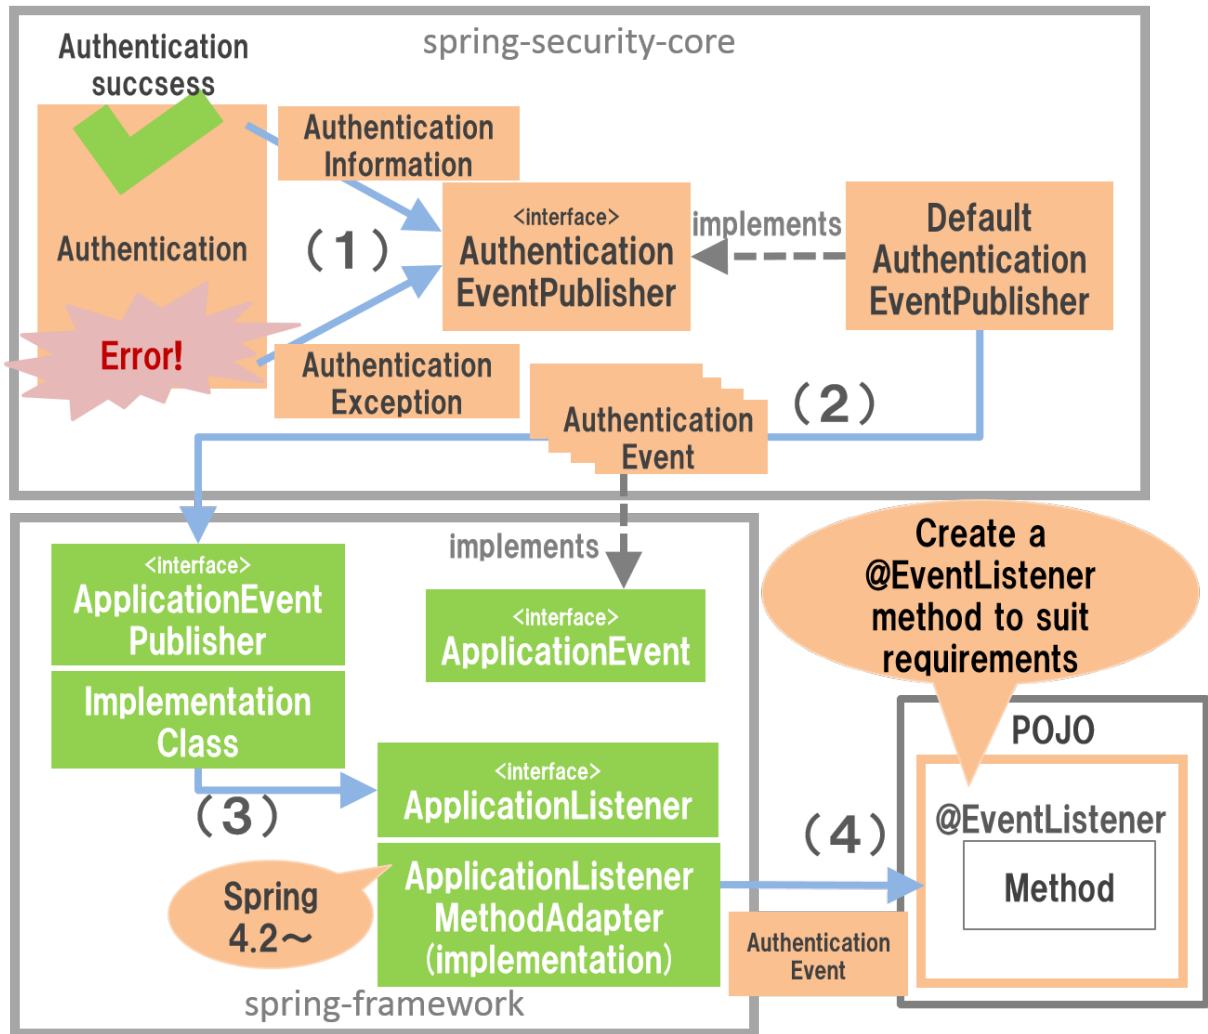 spring-security-core
Authentication
succsess
Authentication
Information
Authentication
Error!
(1)
Authentication
Exception
<interface>
Authentication
EventPublisher
implements
Default
Authentication
EventPublisher
(2)
Authentication
Event
implements
<interface>
ApplicationEvent
Publisher
Implementation
Class
<interface>
ApplicationEvent
(3)
<interface>
ApplicationListener
ApplicationListener
MethodAdapter
(implementation)
Spring
4.2~
spring-framework
(4)
Authentication
Event
Create a
@EventListener
method to suit
requirements
POJO
@EventListener
Method